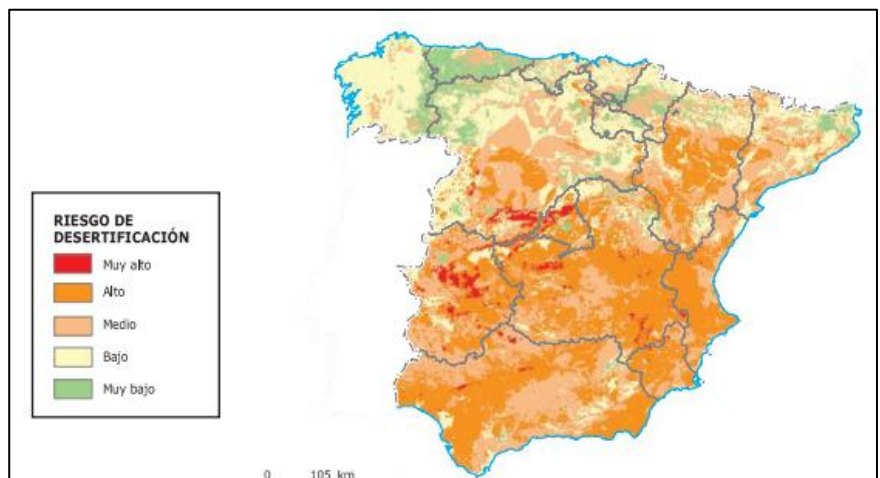 RIESGO DE
DESERTIFICACIÓN
Muy alto
Alto
Medio
Bajo
Muy bajo
0 105 km